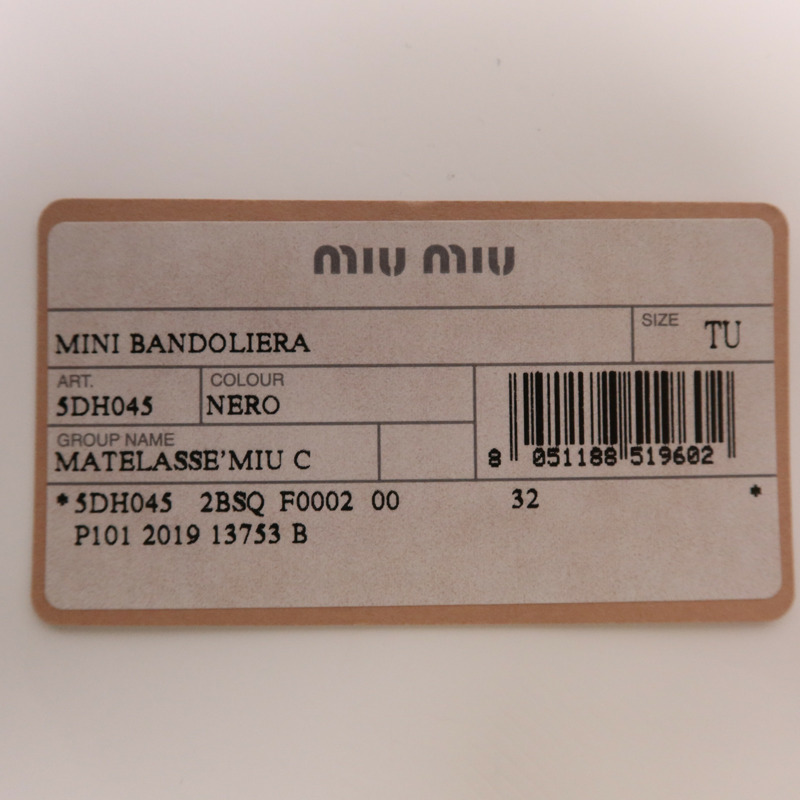 miu miu
MINI BANDOLIERA
SIZE TU
ART.
5DH045
COLOUR
NERO
GROUP NAME
MATELASSE'MIU C
8 051188 519602
*5DH045 2BSQ F0002 00 32 *
P101 2019 13753 B